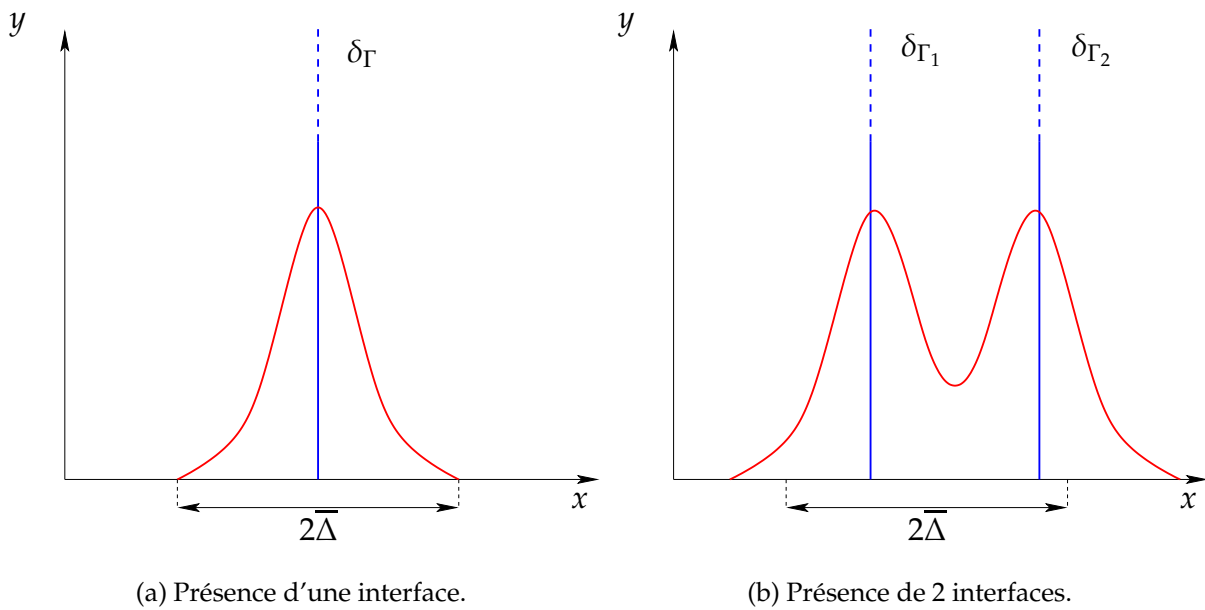 y
δ_Γ
x
2Δ̅
(a) Présence d'une interface.
y
δ_Γ₁
δ_Γ₂
x
2Δ̅
(b) Présence de 2 interfaces.